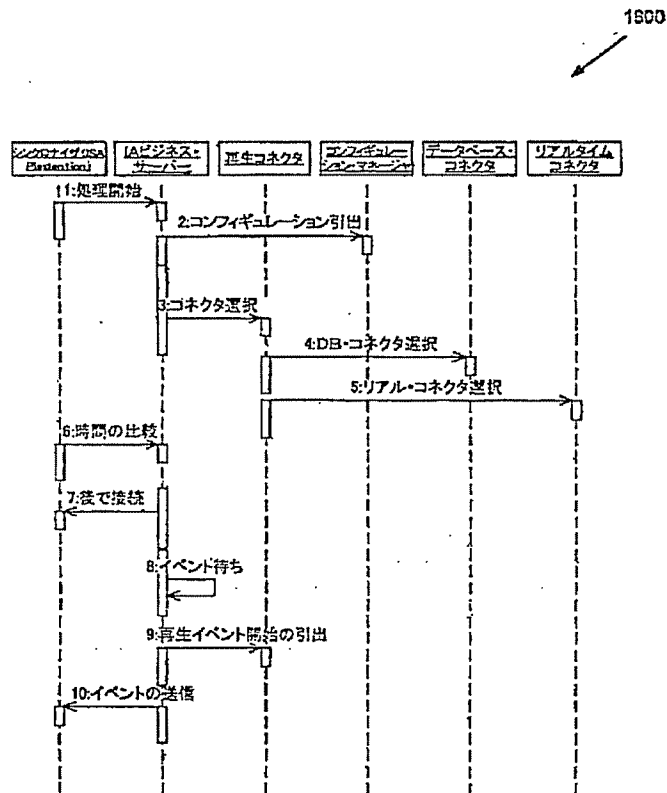 1800
シンクロナイザUSA
IAビジネス・
サーバー
再生コネクタ
コンフィギュレー
ション・マネージャ
データベース・
コネクタ
リアルタイム
コネクタ
1:処理開始
2:コンフィギュレーション引出
3:コネクタ選択
4:DB・コネクタ選択
5:リアル・コネクタ選択
6:時間の比較
7:後で接続
8:イベント待ち
9:再生イベント開始の引出
10:イベントの送信